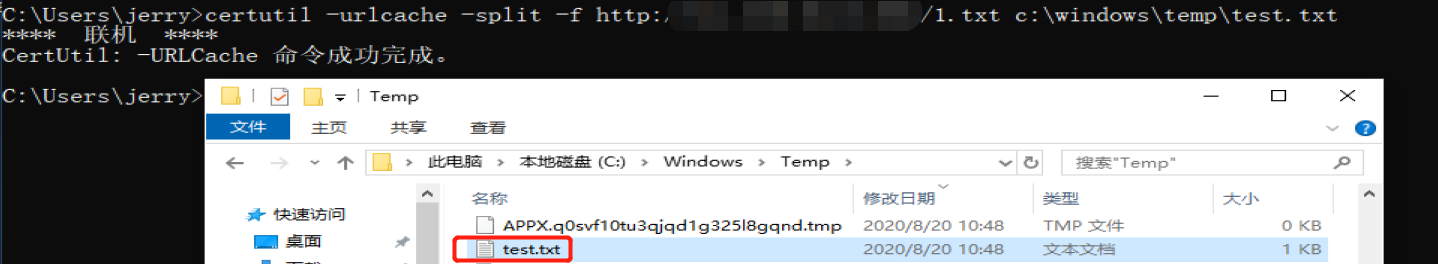 C:\Users\jerry>certutil -urlcache -split -f http:/ /1.txt c:\windows\temp\test.txt
**** 联机 ****
CertUtil: -URLCache 命令成功完成。
C:\Users\jerry>
Temp
文件 主页 共享 查看
此电脑 > 本地磁盘 (C:) > Windows > Temp >
搜索"Temp"
快速访问
桌面
名称 修改日期 类型 大小
APPX.q0svf10tu3qjqd1g325l8gqnd.tmp 2020/8/20 10:48 TMP 文件 0 KB
test.txt 2020/8/20 10:48 文本文档 1 KB